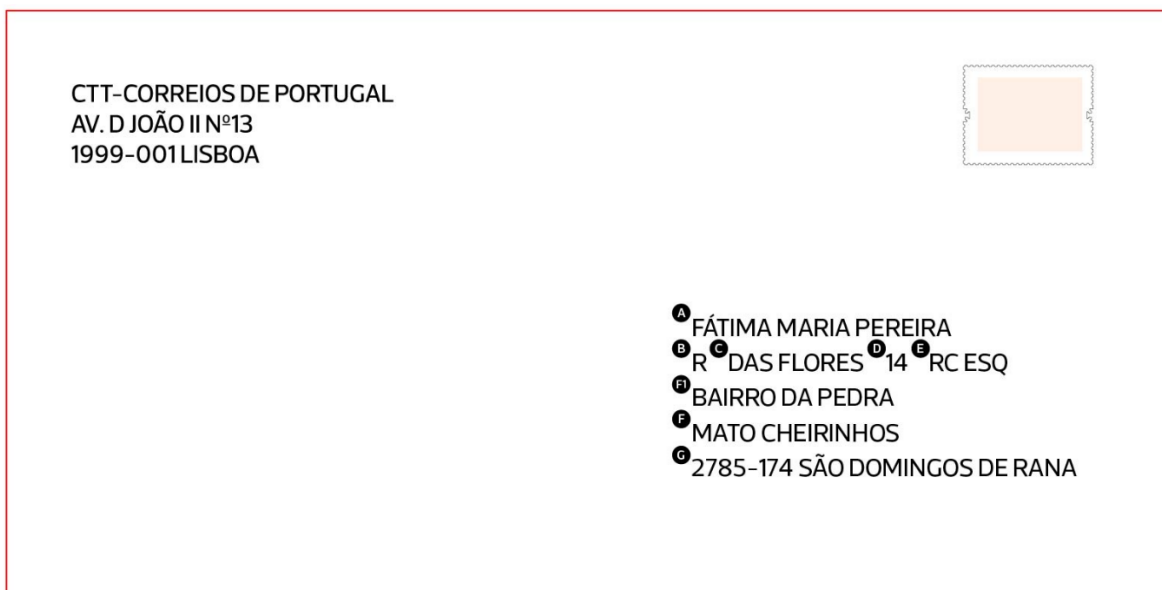 CTT-CORREIOS DE PORTUGAL
AV. D JOÃO II Nº13
1999-001 LISBOA
A FÁTIMA MARIA PEREIRA
B R C DAS FLORES D 14 E RC ESQ
F1 BAIRRO DA PEDRA
F MATO CHEIRINHOS
G 2785-174 SÃO DOMINGOS DE RANA